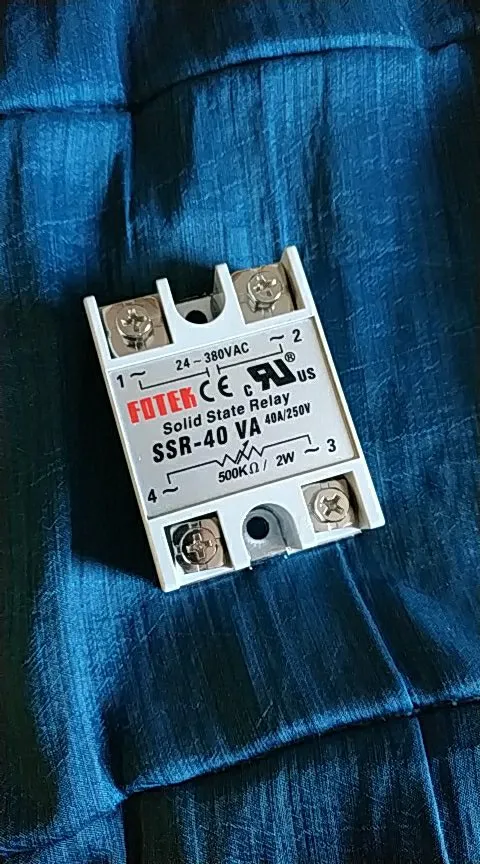 24~380VAC
1 ~ ~ 2
FOTEK CE c RU ® US
Solid State Relay
SSR-40 VA 40A/250V
4 ~ 500KΩ/ 2W ~ 3